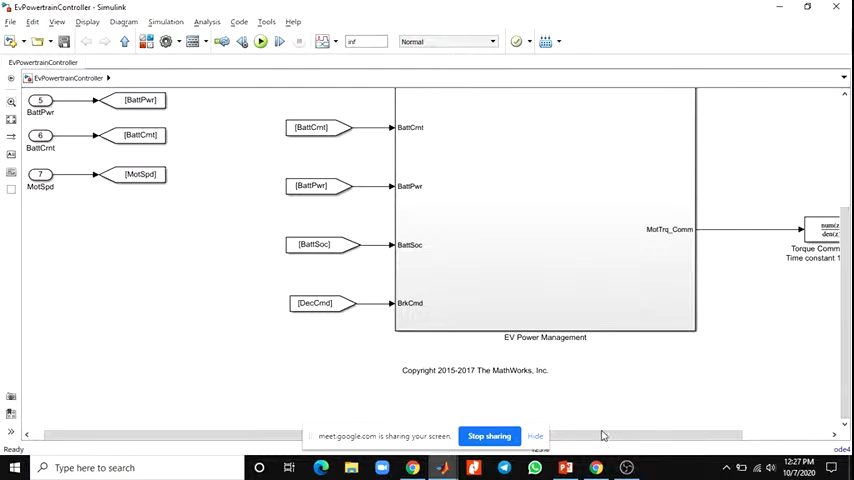 EvPowertrainController - Simulink
File Edit View Display Diagram Simulation Analysis Code Tools Help
inf
Normal
EvPowertrainController
EvPowertrainController
5
BattPwr
[BattPwr]
6
BattCrnt
[BattCrnt]
7
MotSpd
[MotSpd]
[BattCrnt]
BattCrnt
[BattPwr]
BattPwr
[BattSoc]
BattSoc
[DecCmd]
BrkCmd
MotTrq_Comm
EV Power Management
num(z
den(z)
Torque Comm
Time constant 1
Copyright 2015-2017 The MathWorks, Inc.
meet.google.com is sharing your screen.
Stop sharing
Hide
Ready
ode4
Type here to search
12:27 PM
10/7/2020